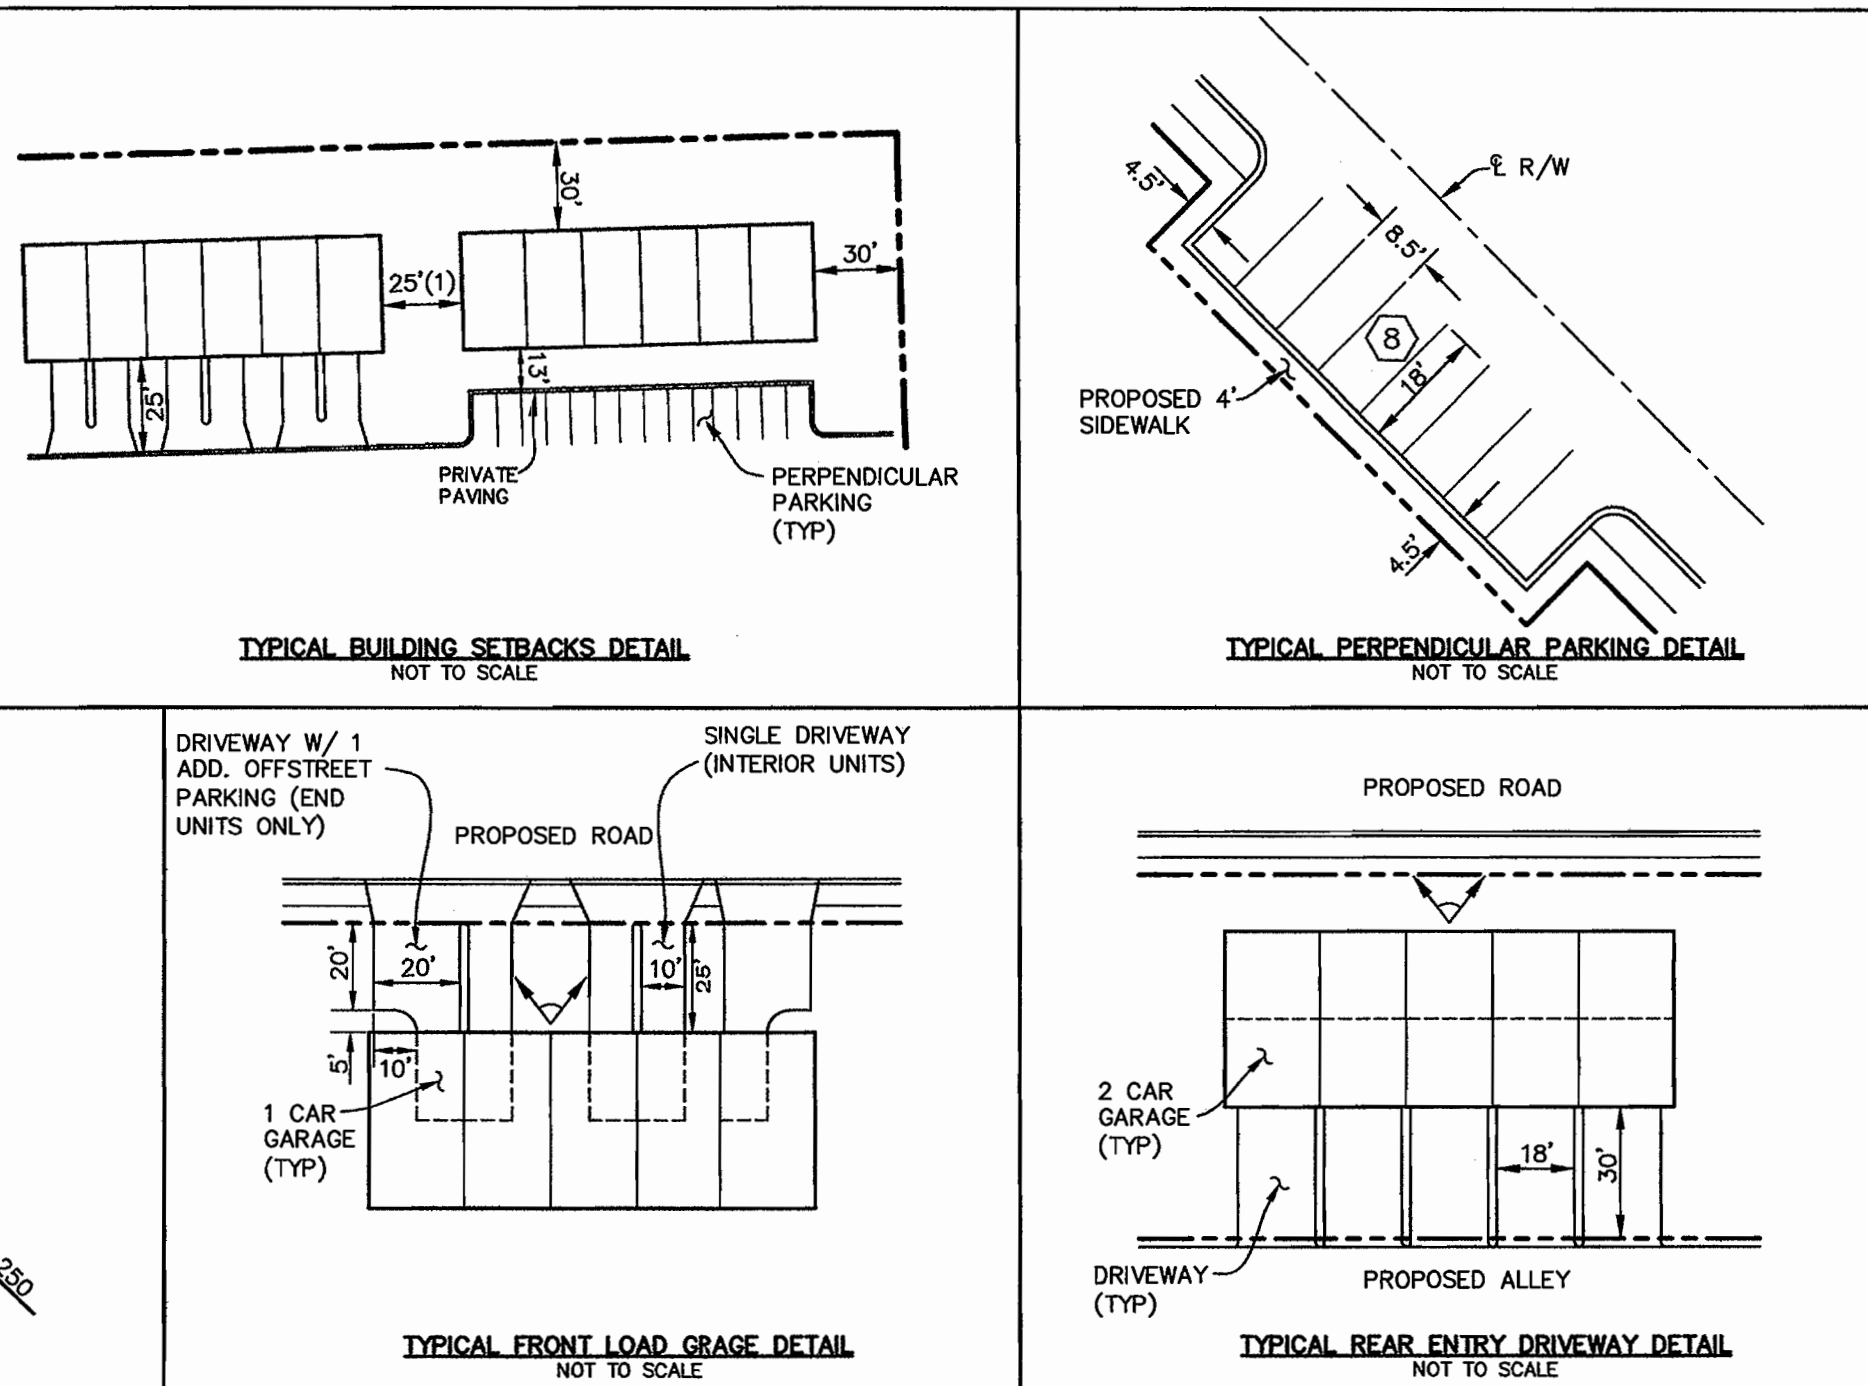 30'
30'
25'(1)
13'
25'
PRIVATE
PAVING
PERPENDICULAR
PARKING
(TYP)
TYPICAL BUILDING SETBACKS DETAIL
NOT TO SCALE
℄ R/W
4.5'
8.5'
8
18'
PROPOSED 4'
SIDEWALK
4.5'
TYPICAL PERPENDICULAR PARKING DETAIL
NOT TO SCALE
250
DRIVEWAY W/ 1
ADD. OFFSTREET
PARKING (END
UNITS ONLY)
SINGLE DRIVEWAY
(INTERIOR UNITS)
PROPOSED ROAD
20'
20'
10'
25'
5'
10'
1 CAR
GARAGE
(TYP)
TYPICAL FRONT LOAD GRAGE DETAIL
NOT TO SCALE
PROPOSED ROAD
2 CAR
GARAGE
(TYP)
18'
30'
DRIVEWAY
(TYP)
PROPOSED ALLEY
TYPICAL REAR ENTRY DRIVEWAY DETAIL
NOT TO SCALE